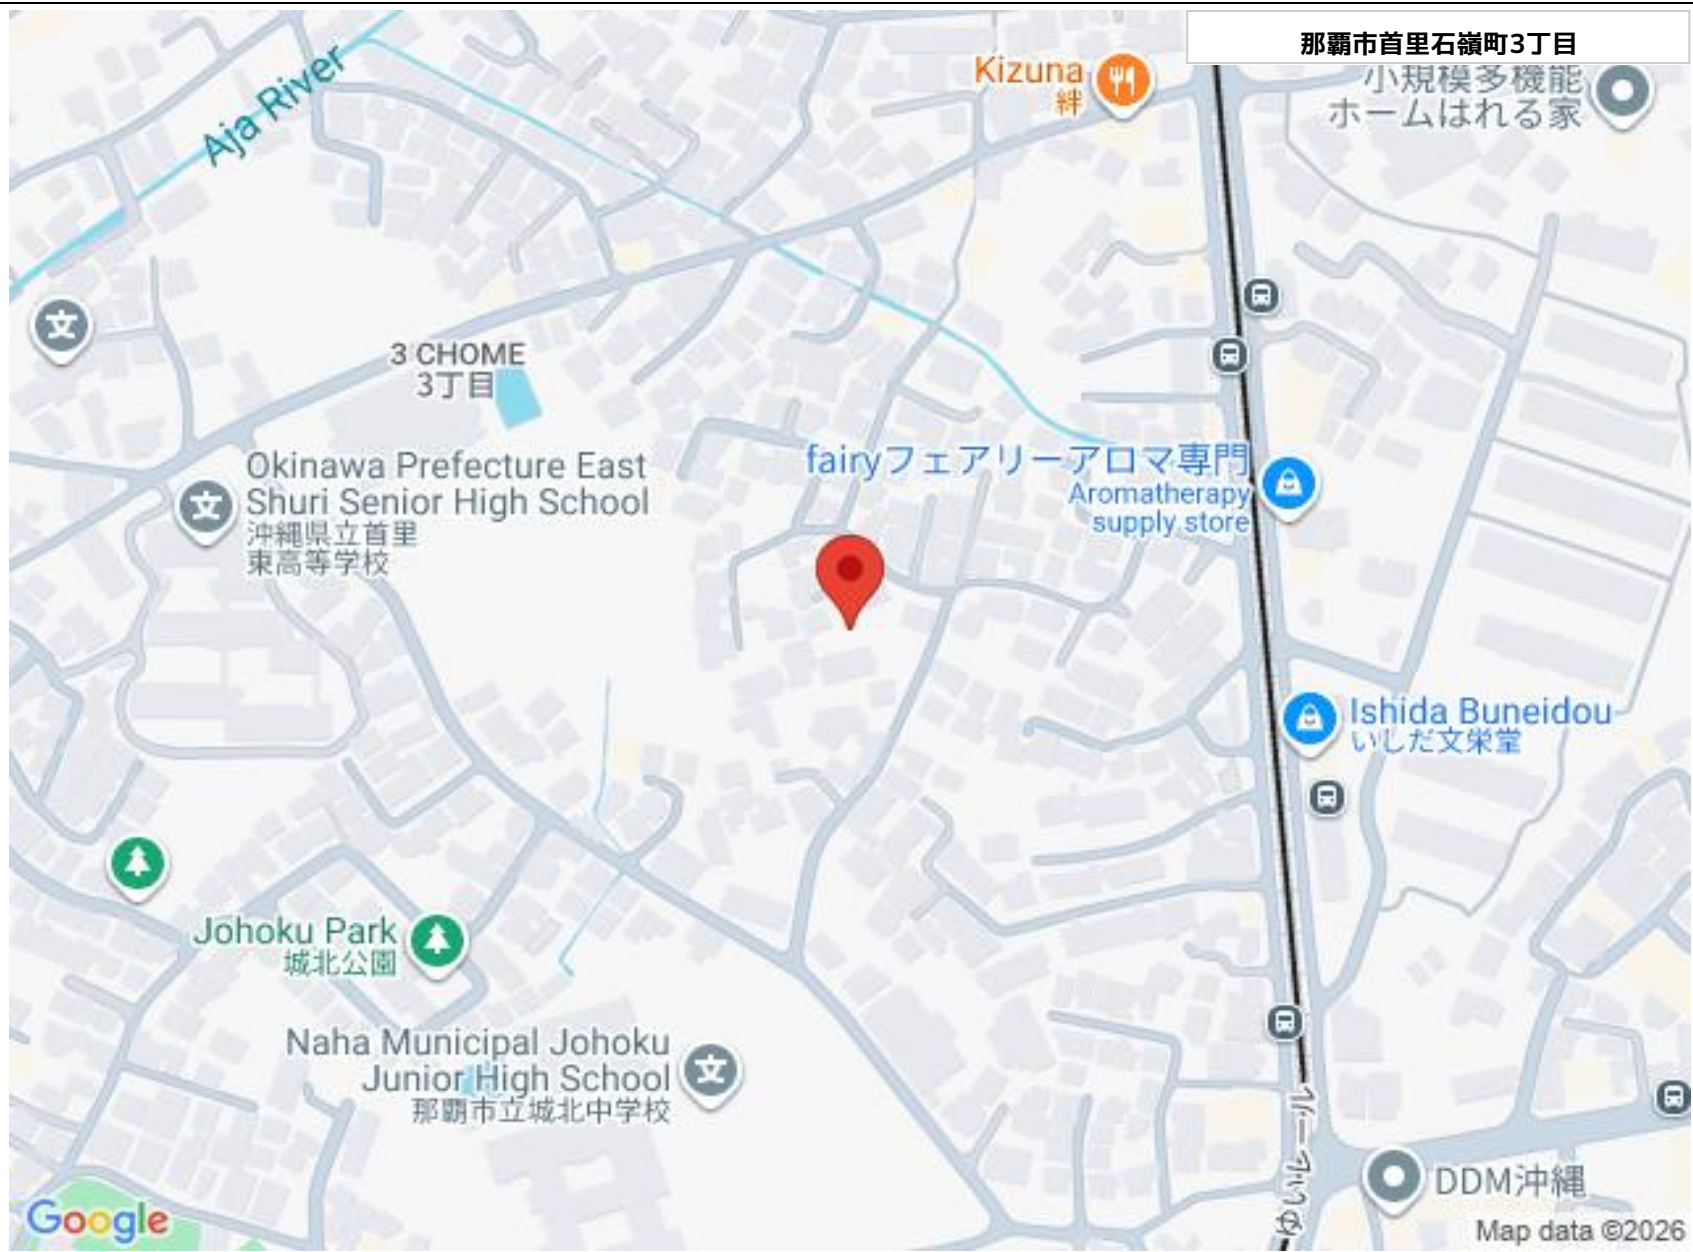 那覇市首里石嶺町3丁目
Aja River
Kizuna
絆
小規模多機能
ホームはれる家
3 CHOME
3丁目
Okinawa Prefecture East
Shuri Senior High School
沖縄県立首里
東高等学校
fairyフェアリーアロマ専門
Aromatherapy
supply store
Ishida Buneidou
いしだ文栄堂
Johoku Park
城北公園
Naha Municipal Johoku
Junior High School
那覇市立城北中学校
ゆいレール
DDM沖縄
Google
Map data ©2026